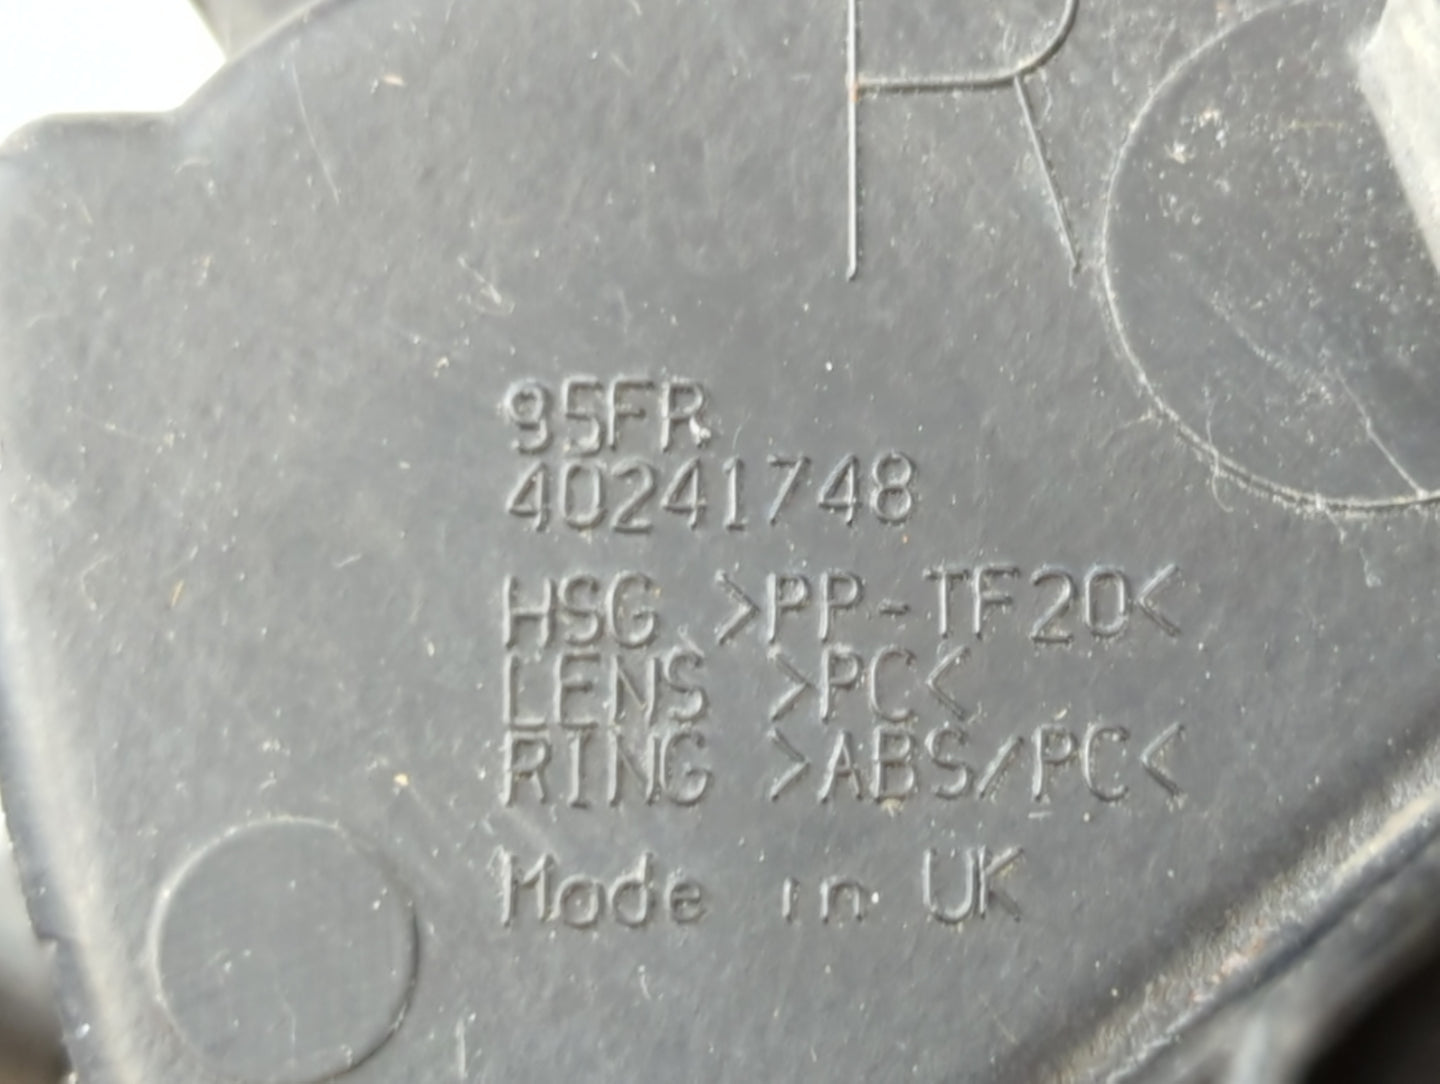 R
95FR
40241748
HSG >PP-TF20<
LENS >PC<
RING >ABS/PC<
Made in UK